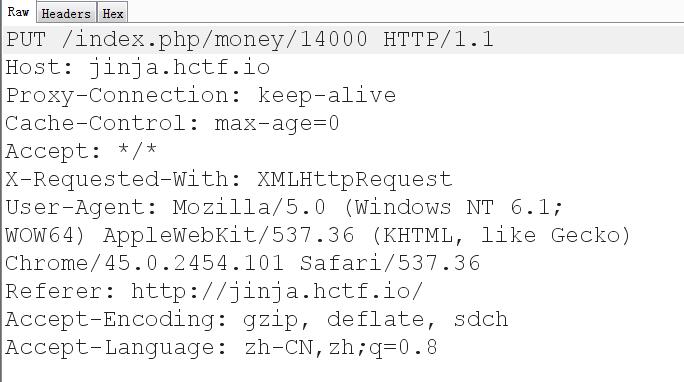 Raw Headers Hex
PUT /index.php/money/14000 HTTP/1.1
Host: jinja.hctf.io
Proxy-Connection: keep-alive
Cache-Control: max-age=0
Accept: */*
X-Requested-With: XMLHttpRequest
User-Agent: Mozilla/5.0 (Windows NT 6.1;
WOW64) AppleWebKit/537.36 (KHTML, like Gecko)
Chrome/45.0.2454.101 Safari/537.36
Referer: http://jinja.hctf.io/
Accept-Encoding: gzip, deflate, sdch
Accept-Language: zh-CN,zh;q=0.8